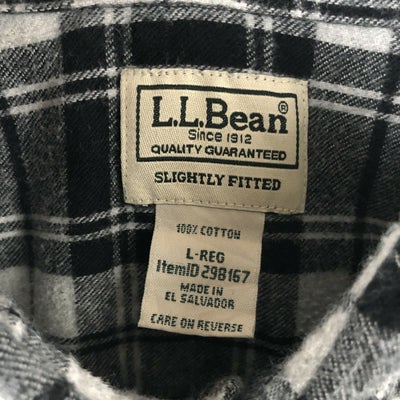 L.L.Bean®
Since 1912
QUALITY GUARANTEED
SLIGHTLY FITTED
100% COTTON
L-REG
ItemID 298167
MADE IN
EL SALVADOR
CARE ON REVERSE